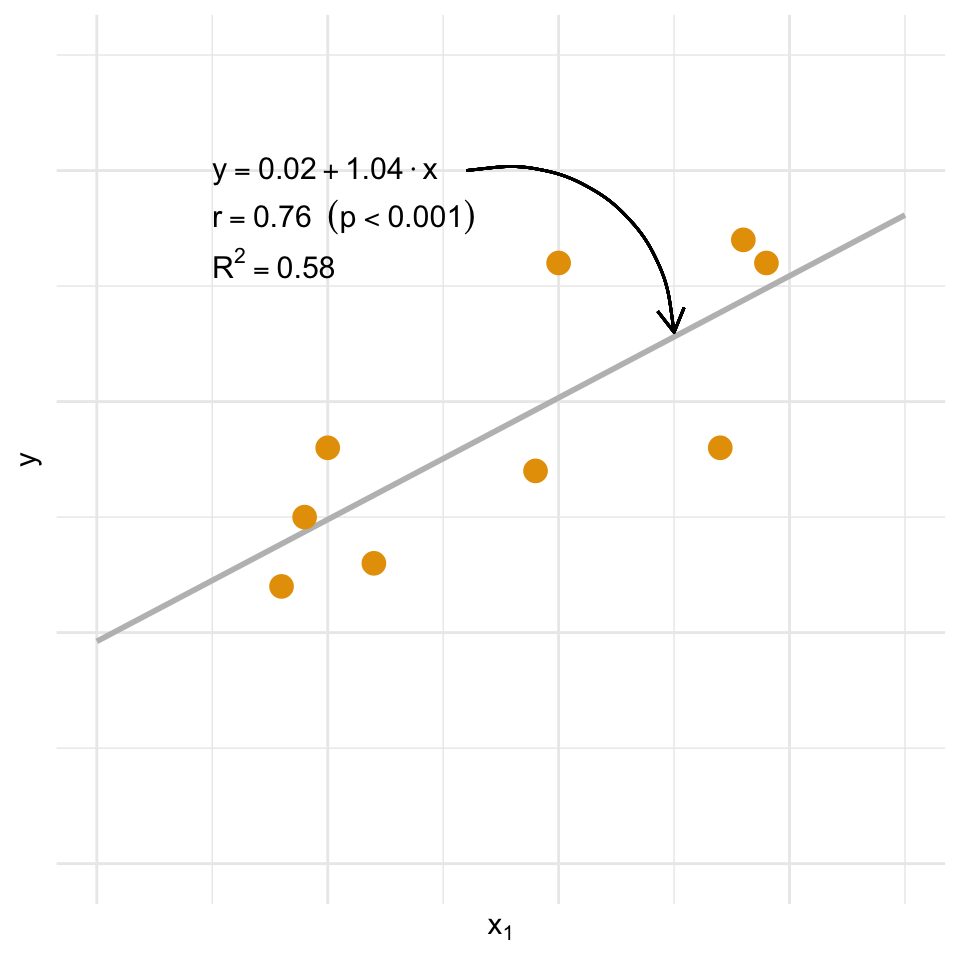 y = 0.02 + 1.04 · x
r = 0.76 (p < 0.001)
R² = 0.58
y
x₁